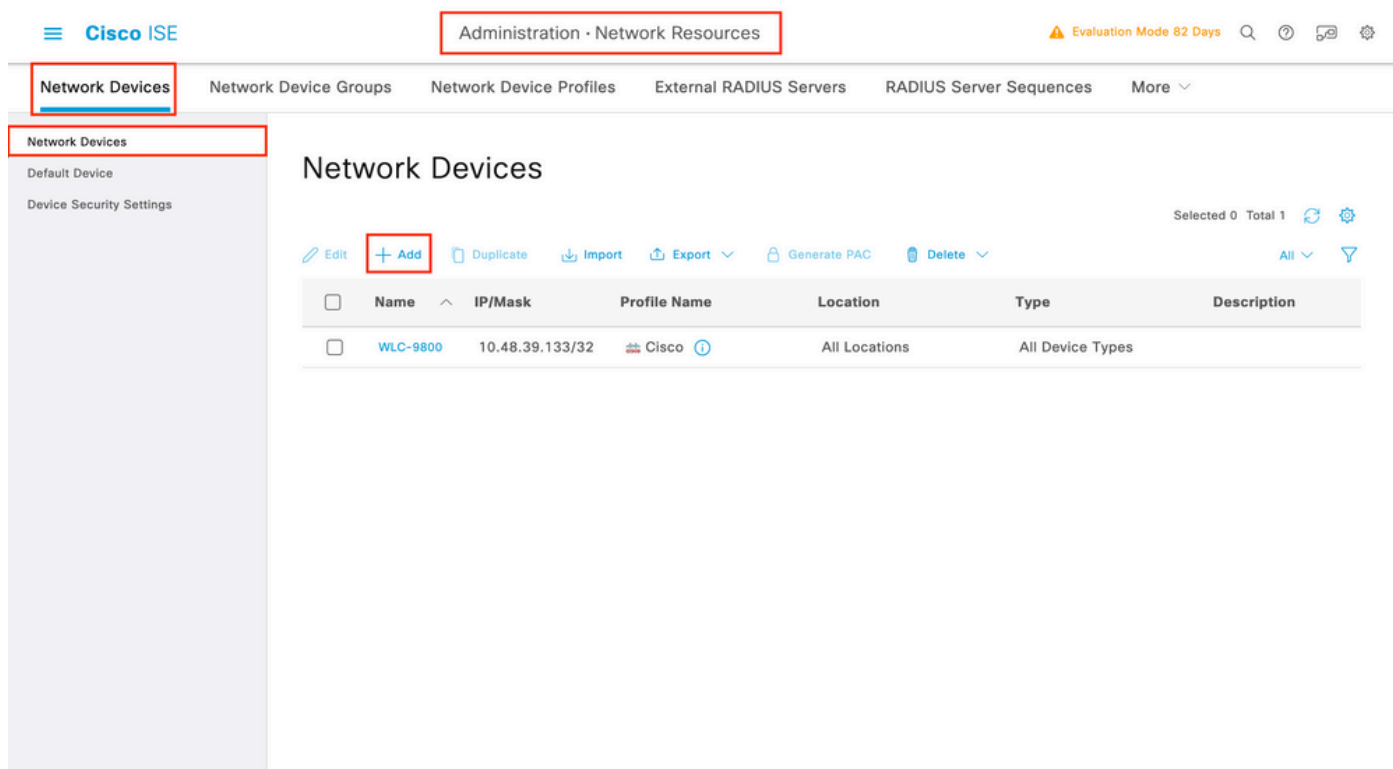 Cisco ISE
Administration · Network Resources
Evaluation Mode 82 Days
Network Devices
Network Device Groups
Network Device Profiles
External RADIUS Servers
RADIUS Server Sequences
More
Network Devices
Default Device
Device Security Settings
Network Devices
Selected 0 Total 1
Edit
Add
Duplicate
Import
Export
Generate PAC
Delete
All
Name IP/Mask Profile Name Location Type Description
WLC-9800 10.48.39.133/32 Cisco All Locations All Device Types